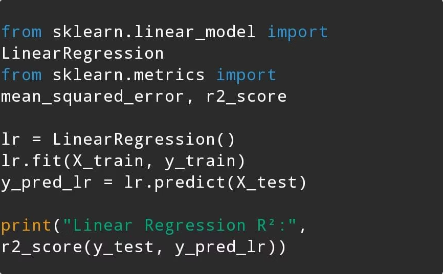 from sklearn.linear_model import
LinearRegression
from sklearn.metrics import
mean_squared_error, r2_score
lr = LinearRegression()
lr.fit(X_train, y_train)
y_pred_lr = lr.predict(X_test)
print("Linear Regression R²:",
r2_score(y_test, y_pred_lr))